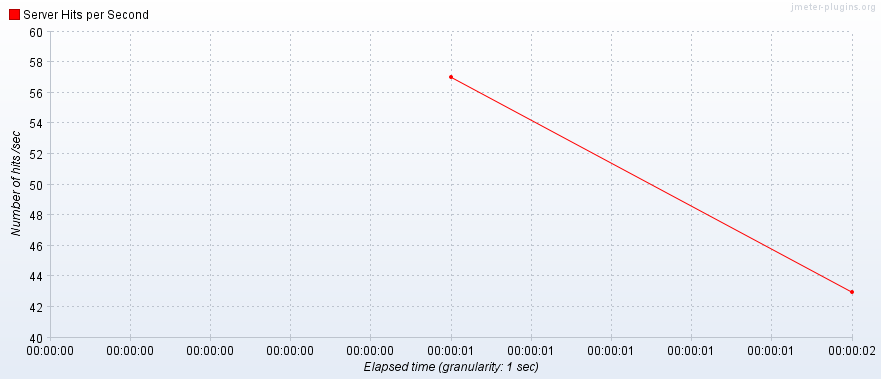 jmeter-plugins.org
Server Hits per Second
60
58
56
54
52
50
48
46
44
42
40
Number of hits /sec
00:00:00 00:00:00 00:00:00 00:00:00 00:00:00 00:00:01 00:00:01 00:00:01 00:00:01 00:00:01 00:00:02
Elapsed time (granularity: 1 sec)